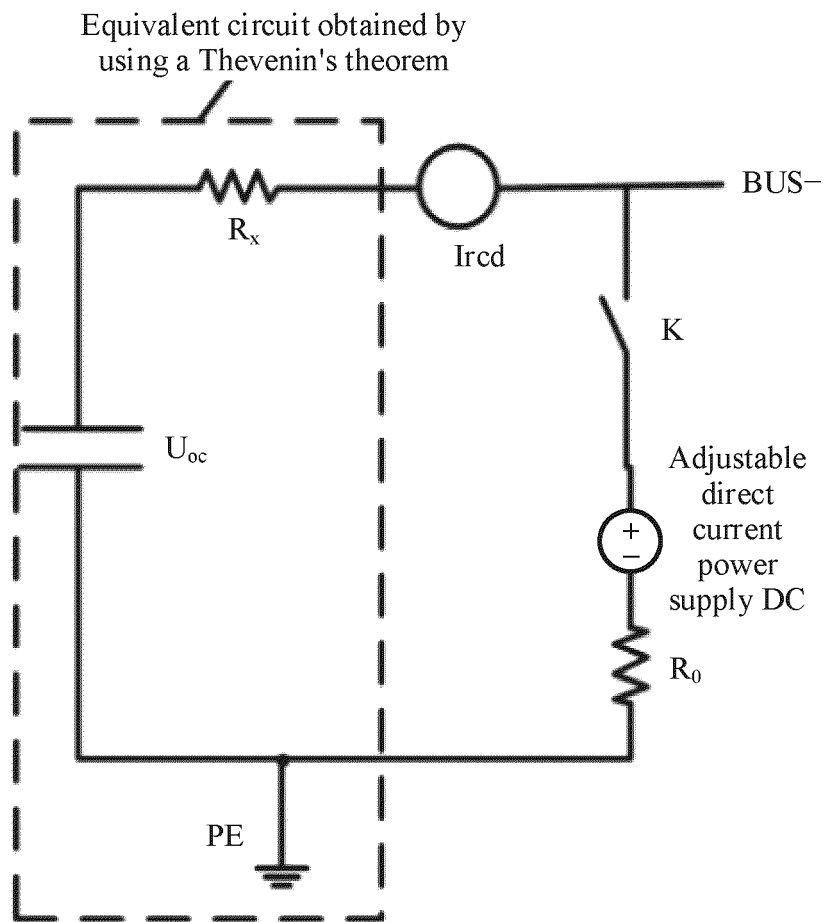 Equivalent circuit obtained by
using a Thevenin's theorem
Rx
Ircd
BUS−
K
Uoc
Adjustable
direct
current
power
supply DC
+
−
R0
PE